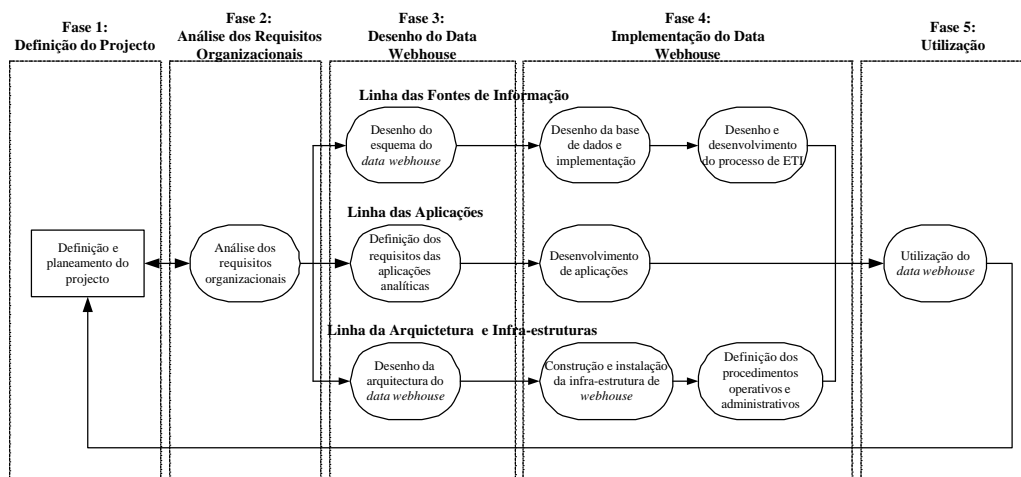 Fase 1:
Definição do Projecto
Fase 2:
Análise dos Requisitos
Organizacionais
Fase 3:
Desenho do Data
Webhouse
Fase 4:
Implementação do Data
Webhouse
Fase 5:
Utilização
Linha das Fontes de Informação
Desenho do
esquema do
data webhouse
Desenho da base
de dados e
implementação
Desenho e
desenvolvimento
do processo de ETL
Linha das Aplicações
Definição e
planeamento do
projecto
Análise dos
requisitos
organizacionais
Definição dos
requisitos das
aplicações
analíticas
Desenvolvimento
de aplicações
Utilização do
data webhouse
Linha da Arquictetura e Infra-estruturas
Desenho da
arquitectura do
data webhouse
Construção e instalação
da infra-estrutura de
webhouse
Definição dos
procedimentos
operativos e
administrativos